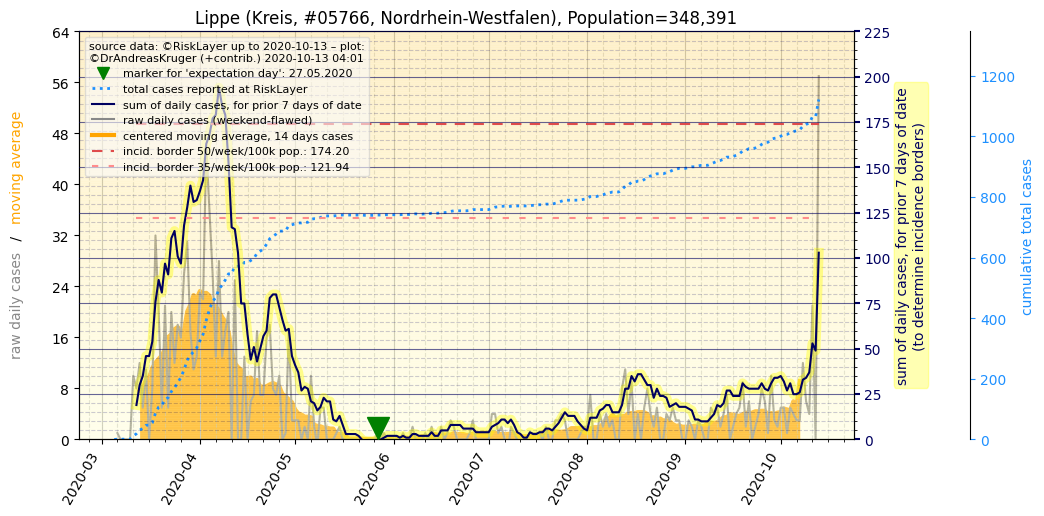 Lippe (Kreis, #05766, Nordrhein-Westfalen), Population=348,391
source data: ©RiskLayer up to 2020-10-13 – plot:
©DrAndreasKruger (+contrib.) 2020-10-13 04:01
marker for 'expectation day': 27.05.2020
total cases reported at RiskLayer
sum of daily cases, for prior 7 days of date
raw daily cases (weekend-flawed)
centered moving average, 14 days cases
incid. border 50/week/100k pop.: 174.20
incid. border 35/week/100k pop.: 121.94
raw daily cases / moving average
64
56
48
40
32
24
16
8
0
2020-03
2020-04
2020-05
2020-06
2020-07
2020-08
2020-09
2020-10
225
200
175
150
125
100
75
50
25
0
sum of daily cases, for prior 7 days of date
(to determine incidence borders)
1200
1000
800
600
400
200
0
cumulative total cases